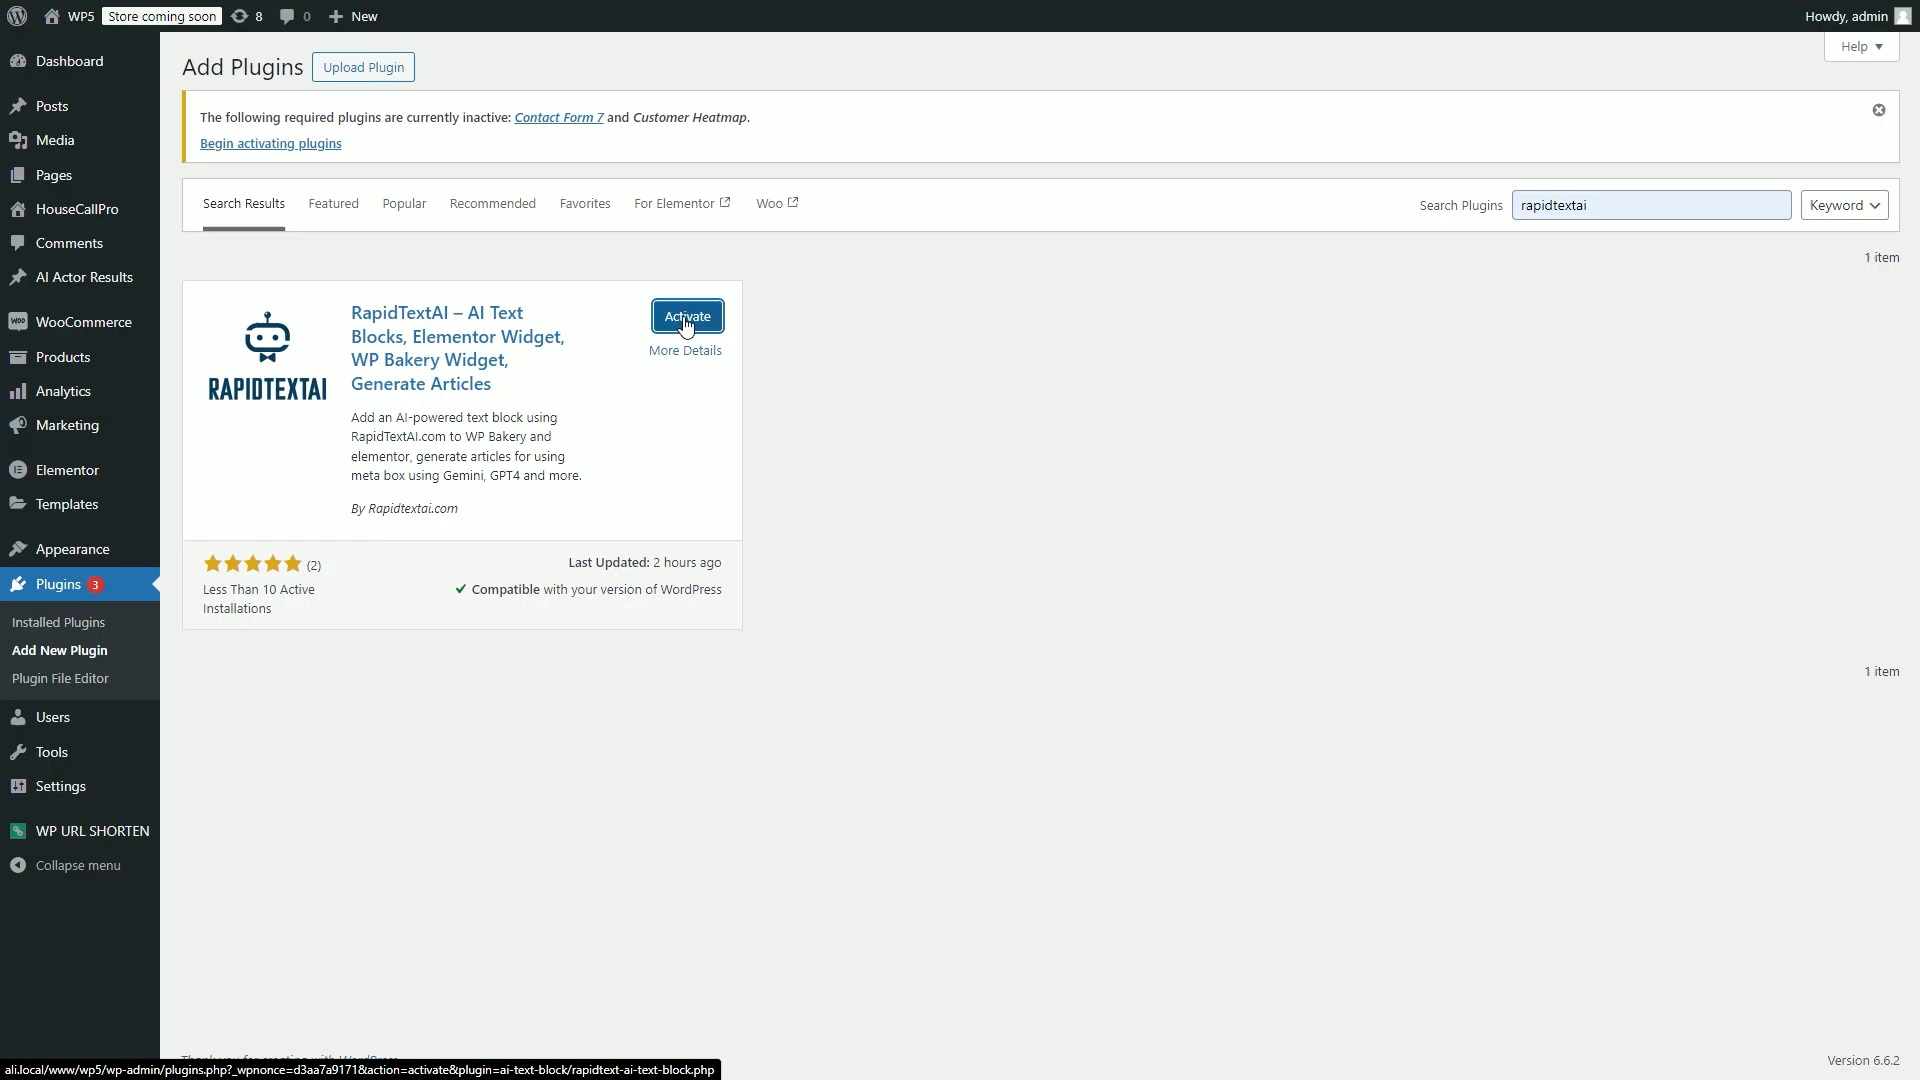 WP5
Store coming soon
8
0
New
Howdy, admin
Help
Dashboard
Posts
Media
Pages
HouseCallPro
Comments
AI Actor Results
WooCommerce
Products
Analytics
Marketing
Elementor
Templates
Appearance
Plugins 3
Installed Plugins
Add New Plugin
Plugin File Editor
Users
Tools
Settings
WP URL SHORTEN
Collapse menu
Add Plugins
Upload Plugin
The following required plugins are currently inactive: Contact Form 7 and Customer Heatmap.
Begin activating plugins
Search Results
Featured
Popular
Recommended
Favorites
For Elementor
Woo
Search Plugins
rapidtextai
Keyword
1 item
RAPIDTEXTAI
RapidTextAI – AI Text
Blocks, Elementor Widget,
WP Bakery Widget,
Generate Articles
Activate
More Details
Add an AI-powered text block using
RapidTextAI.com to WP Bakery and
elementor, generate articles for using
meta box using Gemini, GPT4 and more.
By Rapidtextai.com
(2)
Less Than 10 Active
Installations
Last Updated: 2 hours ago
Compatible with your version of WordPress
1 item
Thank you for creating with WordPress.
Version 6.6.2
ali.local/www/wp5/wp-admin/plugins.php?_wpnonce=d3aa7a9171&action=activate&plugin=ai-text-block/rapidtext-ai-text-block.php